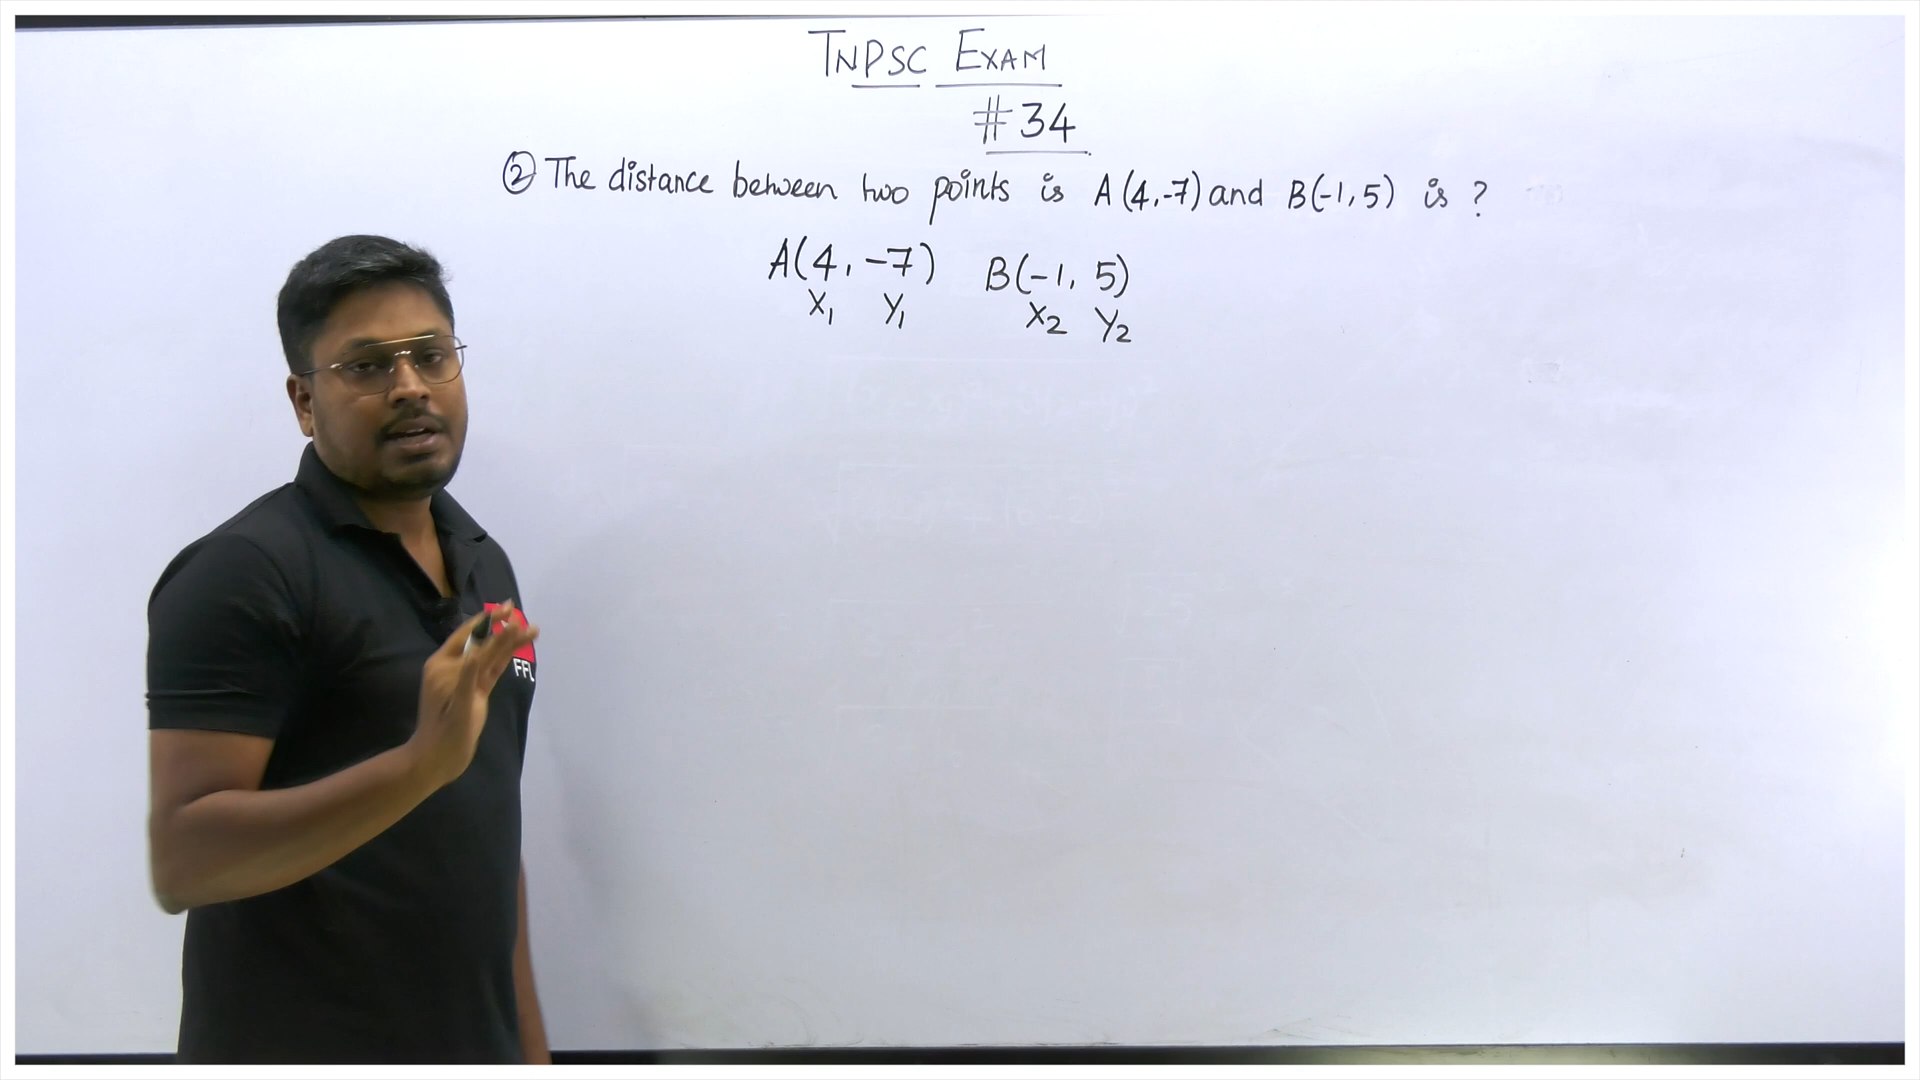 TNPSC EXAM
#34
② The distance between two points is A(4,-7) and B(-1,5) is ?
A(4, -7) B(-1, 5)
X₁ Y₁ X₂ Y₂
FFL